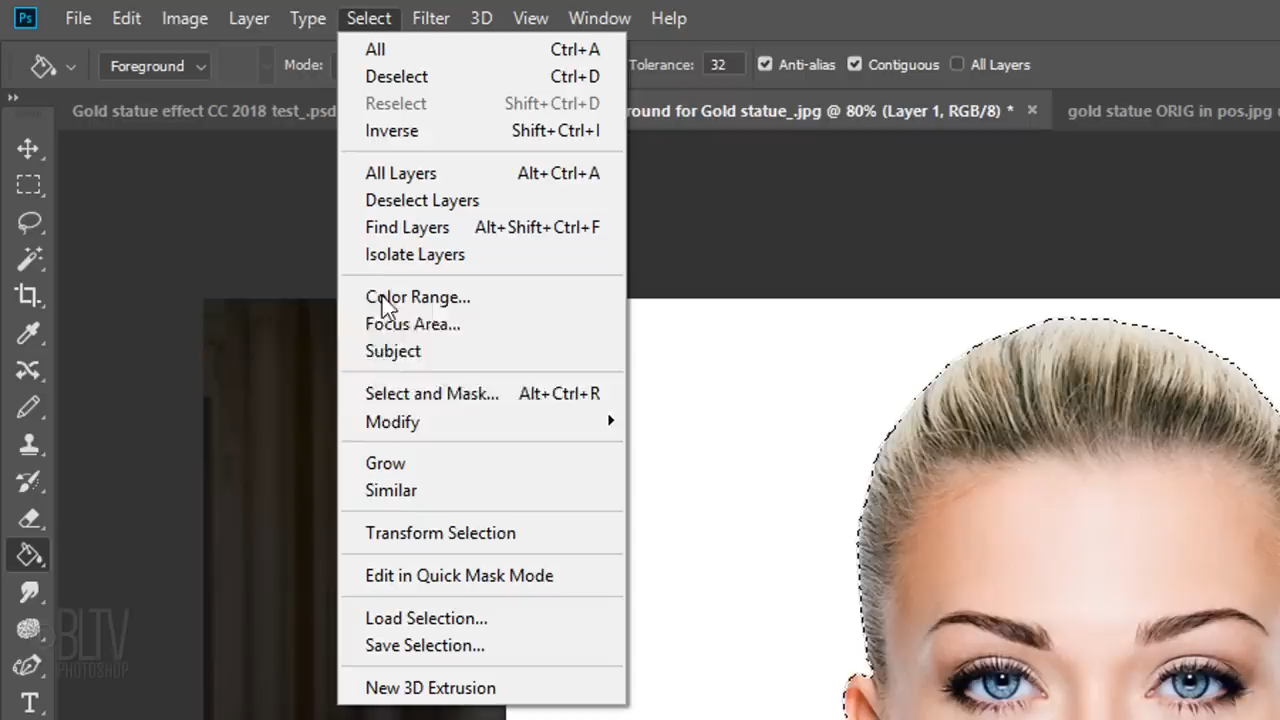 Ps File Edit Image Layer Type Select Filter 3D View Window Help
Foreground Mode: Tolerance: 32 Anti-alias Contiguous All Layers
Gold statue effect CC 2018 test_.psd round for Gold statue_.jpg @ 80% (Layer 1, RGB/8) * × gold statue ORIG in pos.jpg
All Ctrl+A
Deselect Ctrl+D
Reselect Shift+Ctrl+D
Inverse Shift+Ctrl+I
All Layers Alt+Ctrl+A
Deselect Layers
Find Layers Alt+Shift+Ctrl+F
Isolate Layers
Color Range...
Focus Area...
Subject
Select and Mask... Alt+Ctrl+R
Modify
Grow
Similar
Transform Selection
Edit in Quick Mask Mode
Load Selection...
Save Selection...
New 3D Extrusion
BLTV
PHOTOSHOP
T